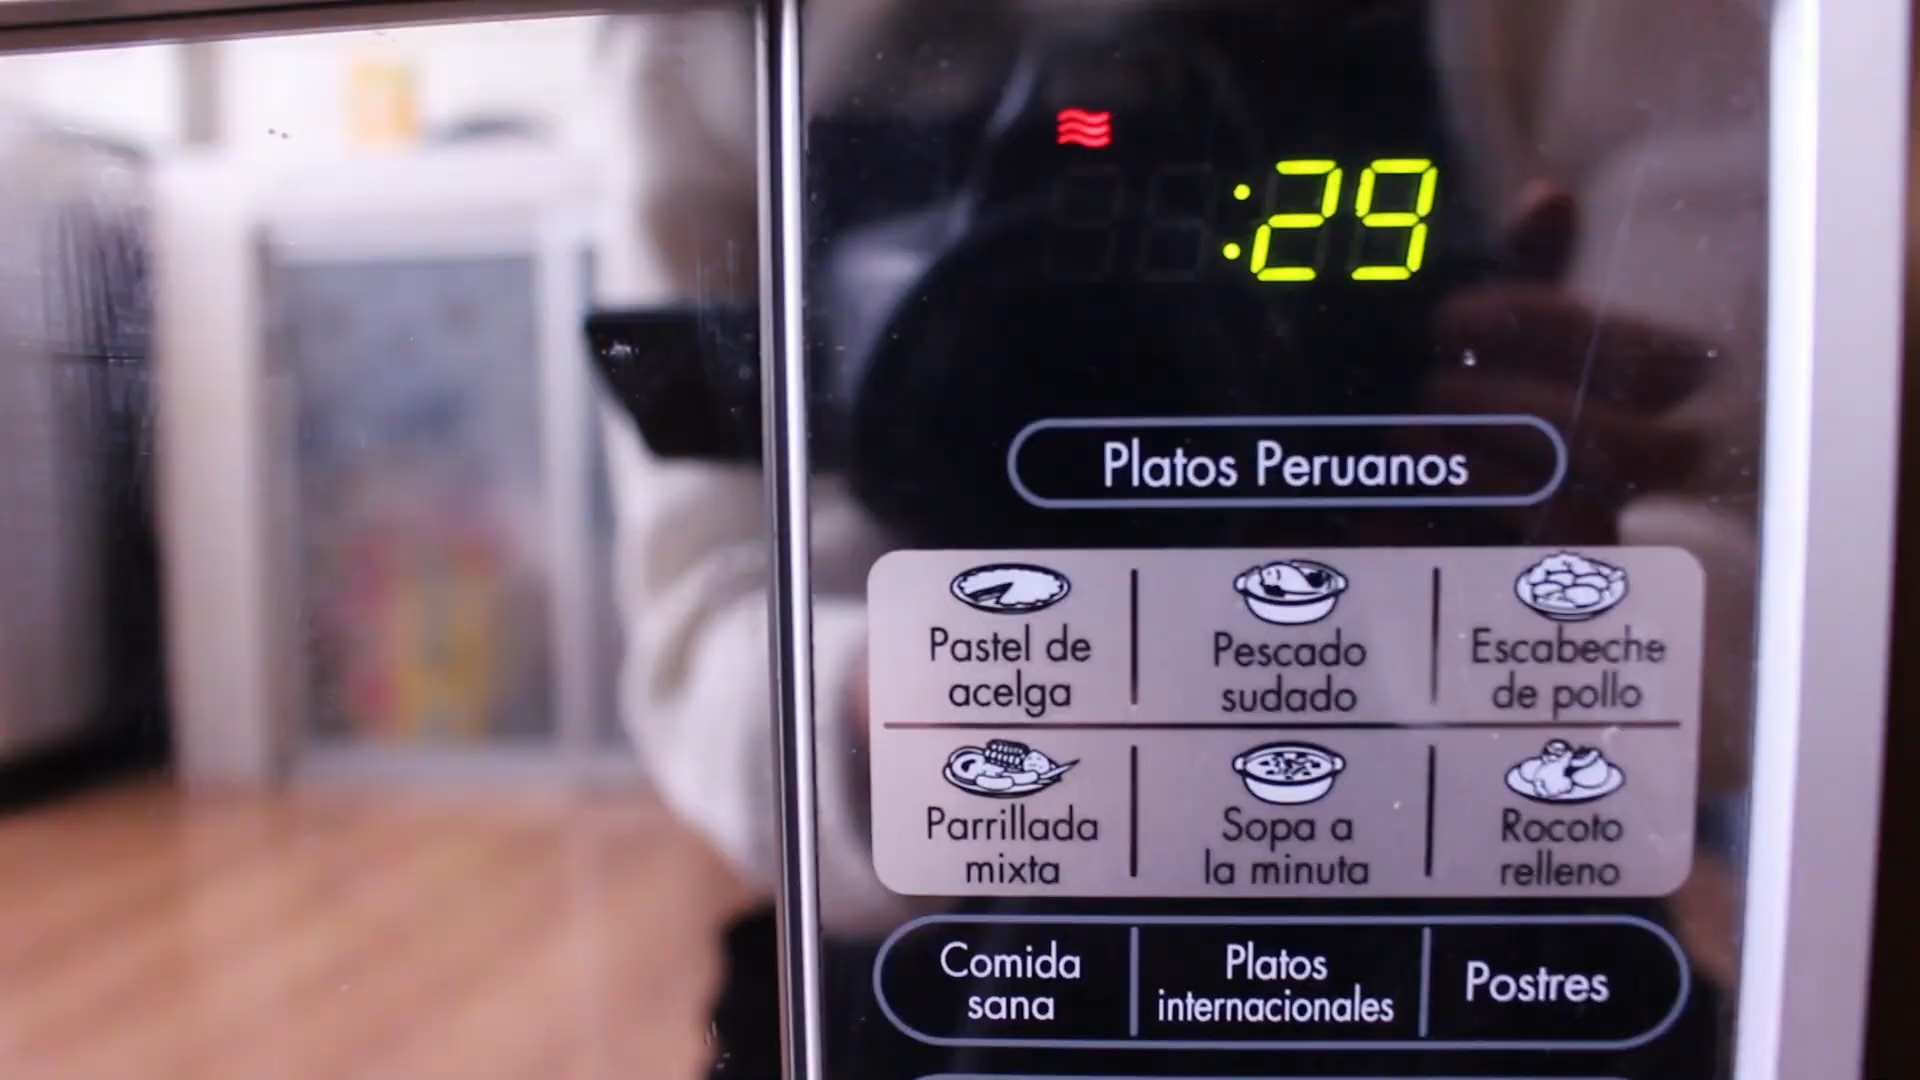 :29
Platos Peruanos
Pastel de
acelga
Pescado
sudado
Escabeche
de pollo
Parrillada
mixta
Sopa a
la minuta
Rocoto
relleno
Comida
sana
Platos
internacionales
Postres